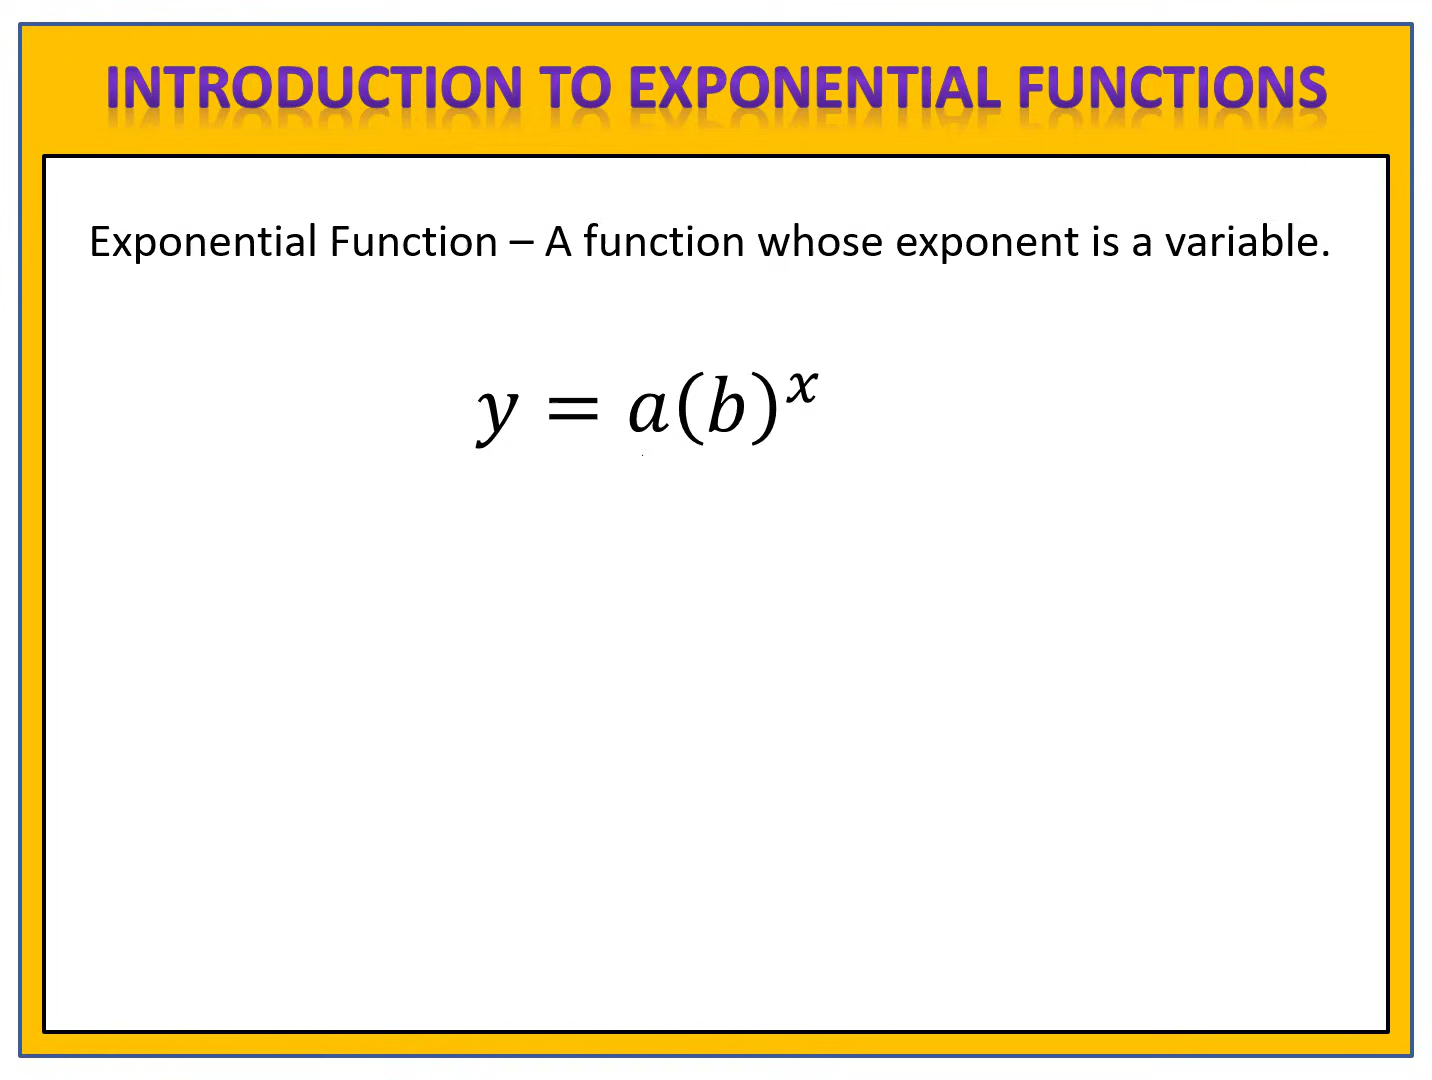 INTRODUCTION TO EXPONENTIAL FUNCTIONS
Exponential Function – A function whose exponent is a variable.
y = a(b)^x